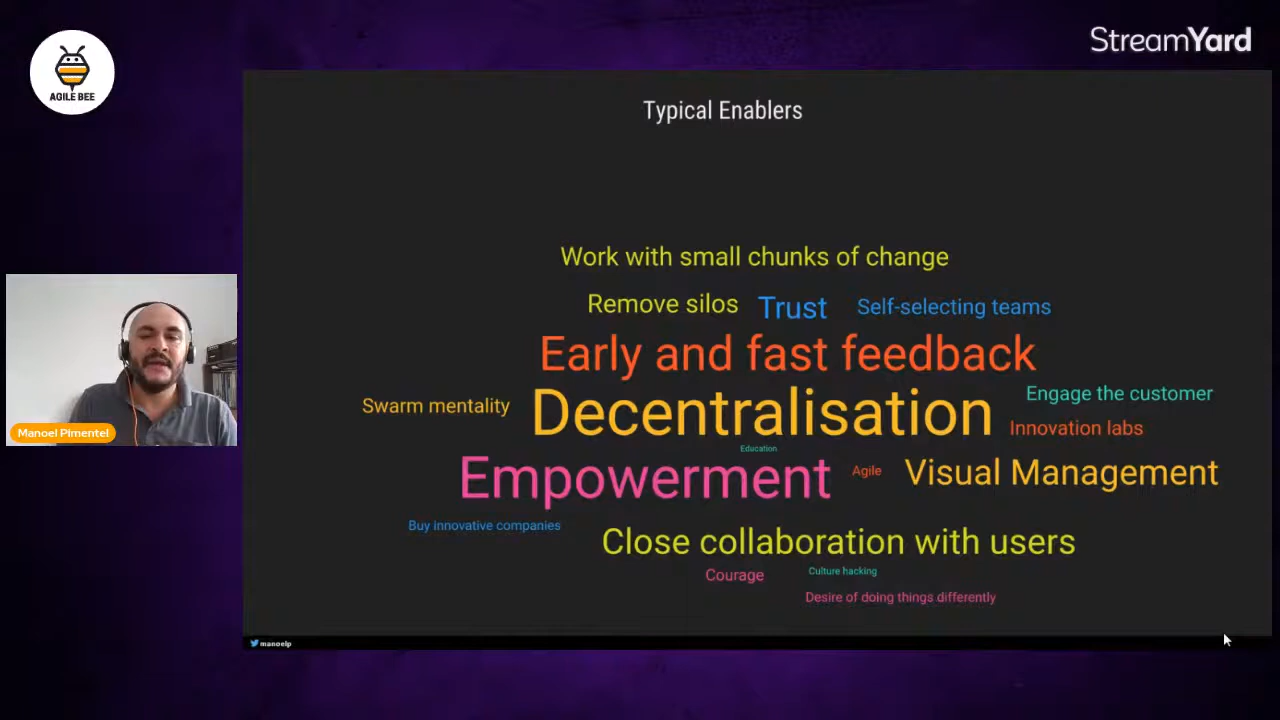 AGILE BEE
StreamYard
Typical Enablers
Work with small chunks of change
Remove silos
Trust
Self-selecting teams
Early and fast feedback
Swarm mentality
Decentralisation
Engage the customer
Innovation labs
Education
Empowerment
Agile
Visual Management
Buy innovative companies
Close collaboration with users
Courage
Culture hacking
Desire of doing things differently
Manoel Pimentel
manoelp